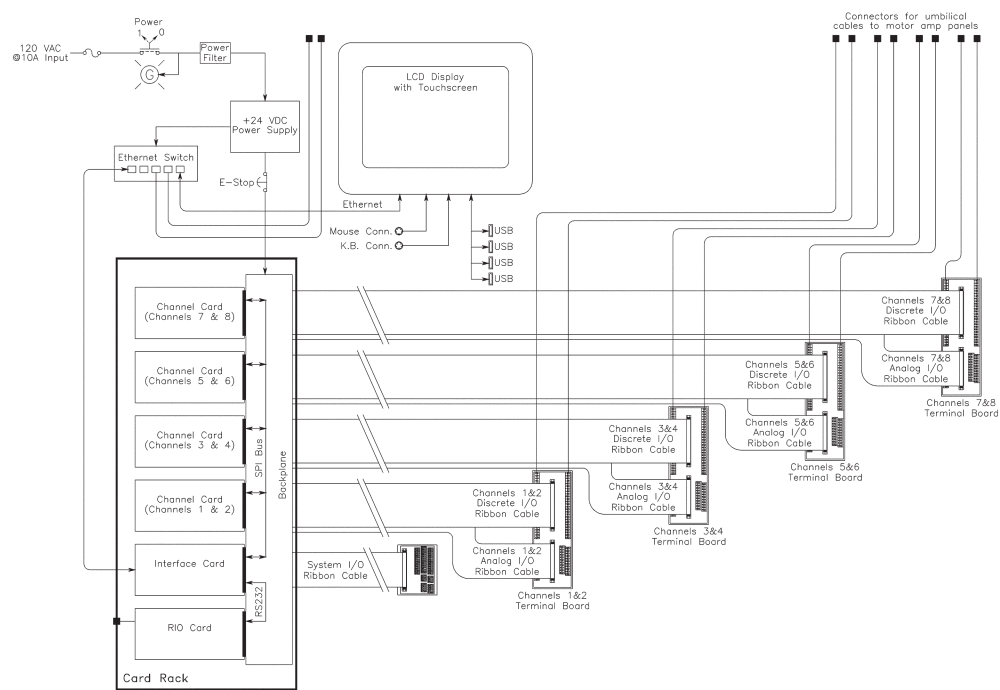 Power
1 0
120 VAC
@10A Input
G
Power
Filter
+24 VDC
Power Supply
Ethernet Switch
E-Stop
LCD Display
with Touchscreen
Ethernet
Mouse Conn.
K.B. Conn.
USB
USB
USB
USB
Connectors for umbilical
cables to motor amp panels
Channel Card
(Channels 7 & 8)
Channel Card
(Channels 5 & 6)
Channel Card
(Channels 3 & 4)
Channel Card
(Channels 1 & 2)
Interface Card
RIO Card
SPI Bus
Backplane
RS232
Card Rack
System I/O
Ribbon Cable
Channels 7&8
Discrete I/O
Ribbon Cable
Channels 7&8
Analog I/O
Ribbon Cable
Channels 7&8
Terminal Board
Channels 5&6
Discrete I/O
Ribbon Cable
Channels 5&6
Analog I/O
Ribbon Cable
Channels 5&6
Terminal Board
Channels 3&4
Discrete I/O
Ribbon Cable
Channels 3&4
Analog I/O
Ribbon Cable
Channels 3&4
Terminal Board
Channels 1&2
Discrete I/O
Ribbon Cable
Channels 1&2
Analog I/O
Ribbon Cable
Channels 1&2
Terminal Board